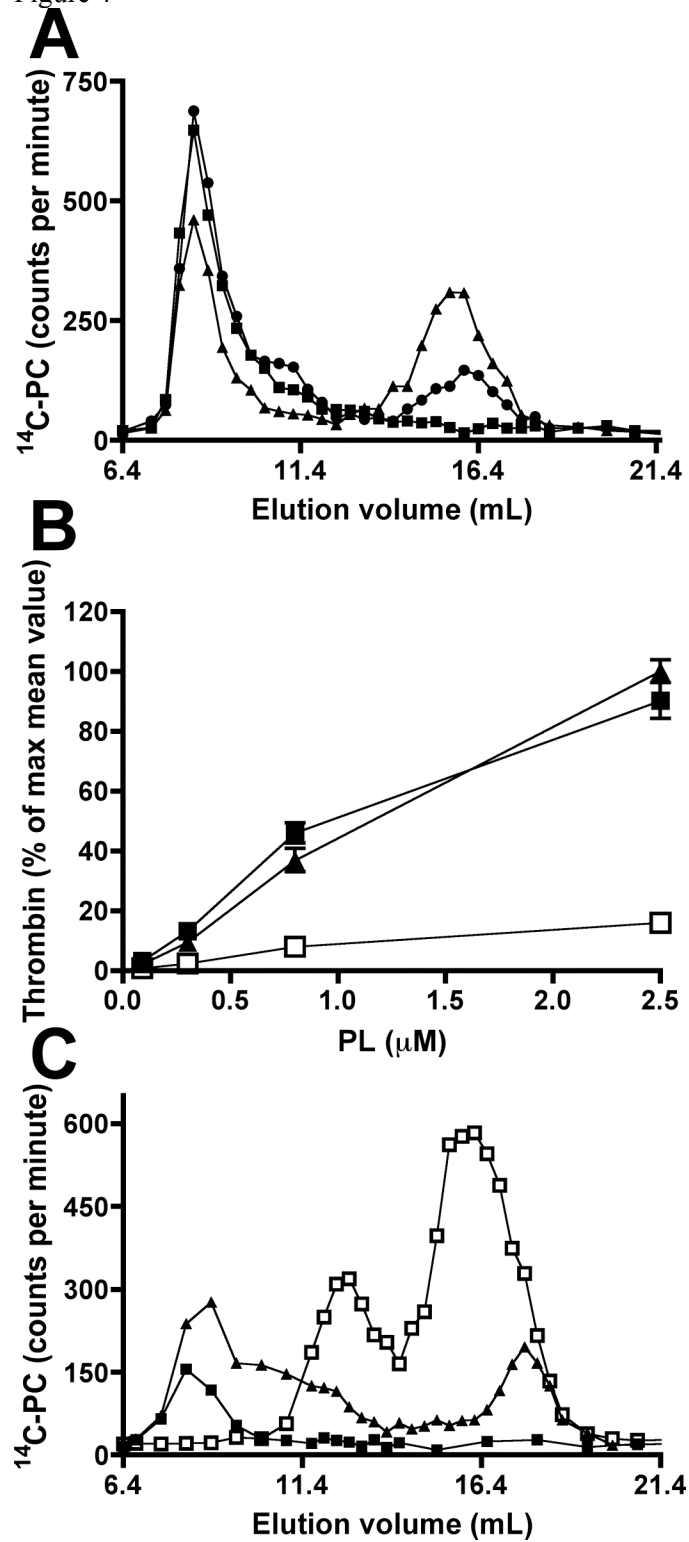 A
750
500
250
0
14C-PC (counts per minute)
6.4 11.4 16.4 21.4
Elution volume (mL)
B
120
100
80
60
40
20
0
Thrombin (% of max mean value)
0.0 0.5 1.0 1.5 2.0 2.5
PL (μM)
C
600
450
300
150
0
14C-PC (counts per minute)
6.4 11.4 16.4 21.4
Elution volume (mL)